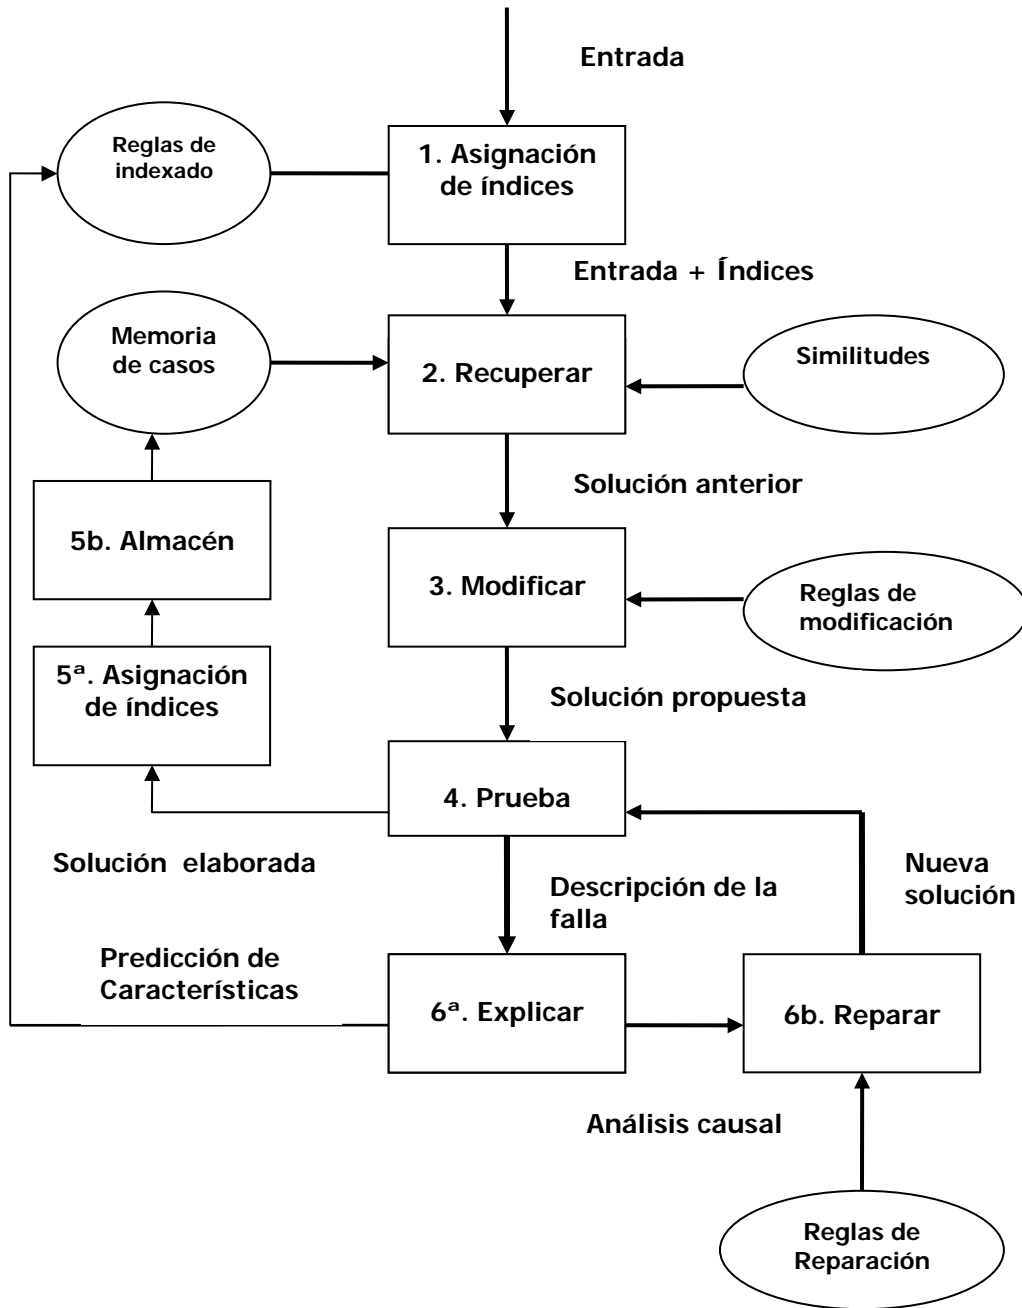 Entrada
Reglas de
indexado
1. Asignación
de índices
Entrada + Índices
Memoria
de casos
2. Recuperar
Similitudes
Solución anterior
5b. Almacén
3. Modificar
Reglas de
modificación
5ª. Asignación
de índices
Solución propuesta
4. Prueba
Solución elaborada
Descripción de la
falla
Nueva
solución
Predicción de
Características
6ª. Explicar
6b. Reparar
Análisis causal
Reglas de
Reparación